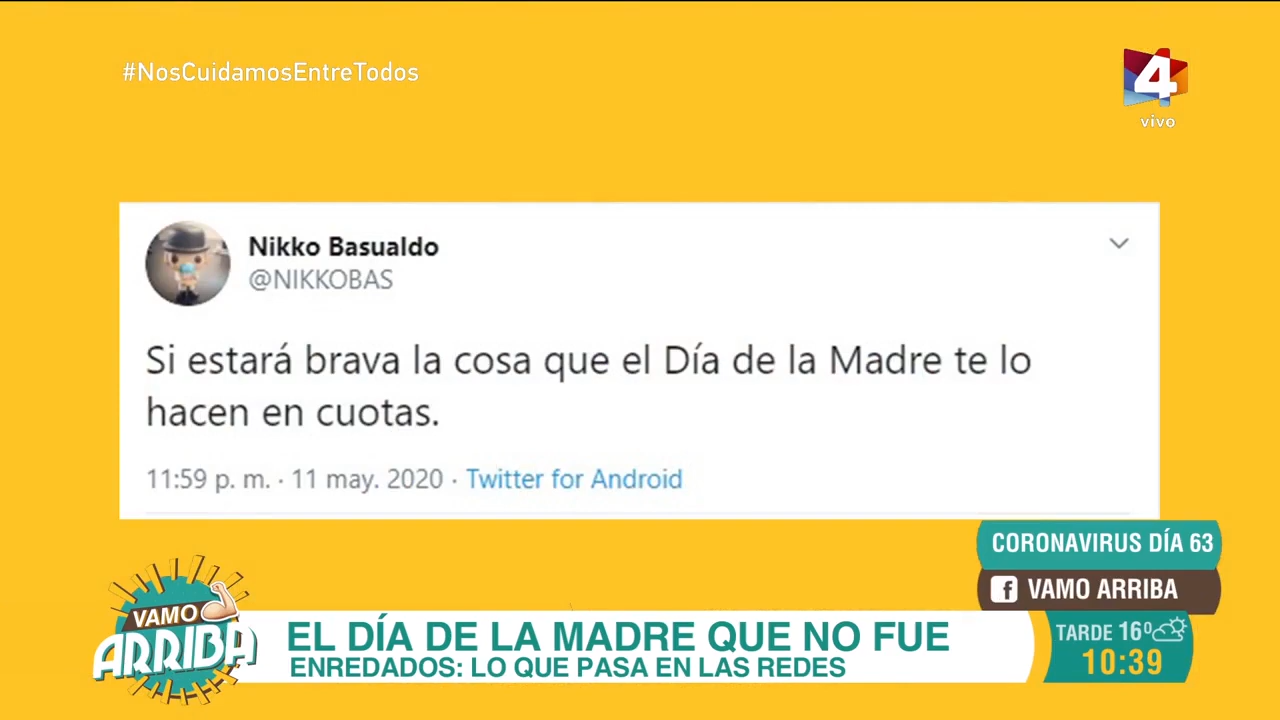 #NosCuidamosEntreTodos
4
vivo
Nikko Basualdo
@NIKKOBAS
Si estará brava la cosa que el Día de la Madre te lo
hacen en cuotas.
11:59 p. m. · 11 may. 2020 · Twitter for Android
CORONAVIRUS DÍA 63
f VAMO ARRIBA
VAMO
ARRIBA
EL DÍA DE LA MADRE QUE NO FUE
ENREDADOS: LO QUE PASA EN LAS REDES
TARDE 16º
10:39